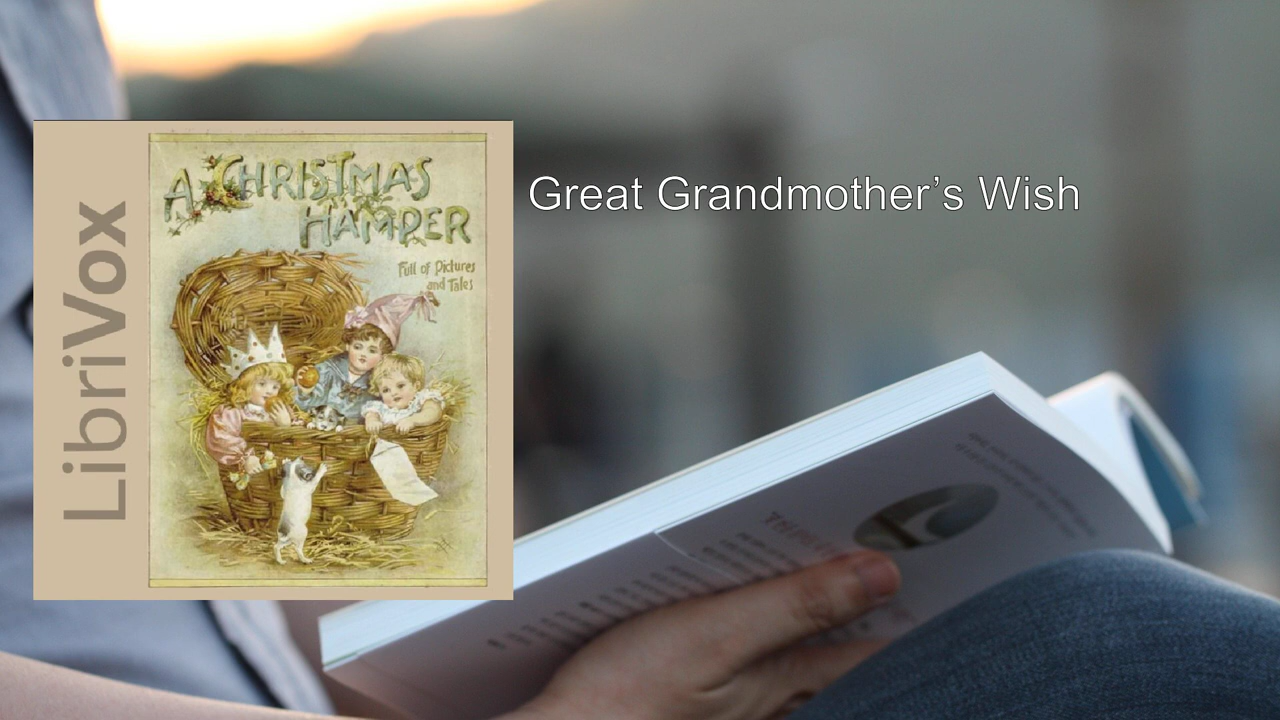 LibriVox
A CHRISTMAS
HAMPER
Full of Pictures
and Tales
Great Grandmother’s Wish